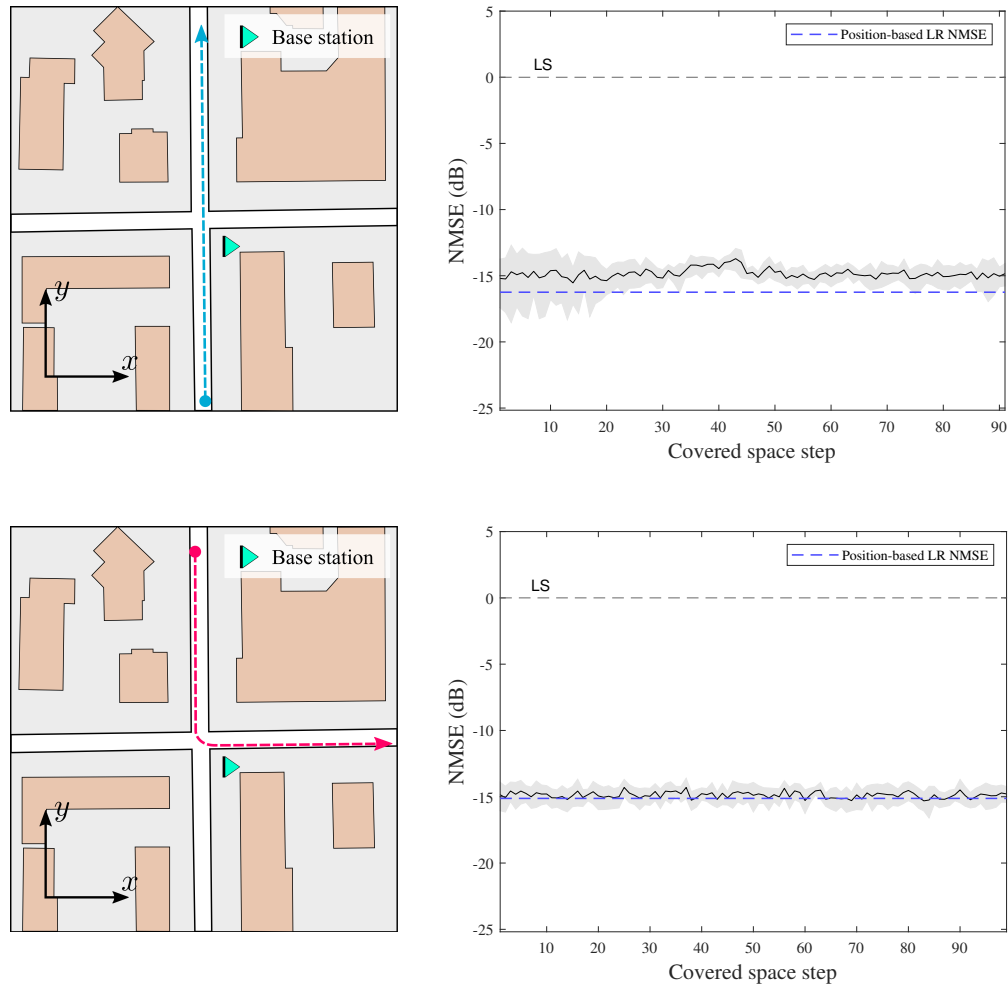 Base station
y
x
5
0
-5
-10
-15
-20
-25
NMSE (dB)
LS
Position-based LR NMSE
10 20 30 40 50 60 70 80 90
Covered space step
Base station
y
x
5
0
-5
-10
-15
-20
-25
NMSE (dB)
LS
Position-based LR NMSE
10 20 30 40 50 60 70 80 90
Covered space step